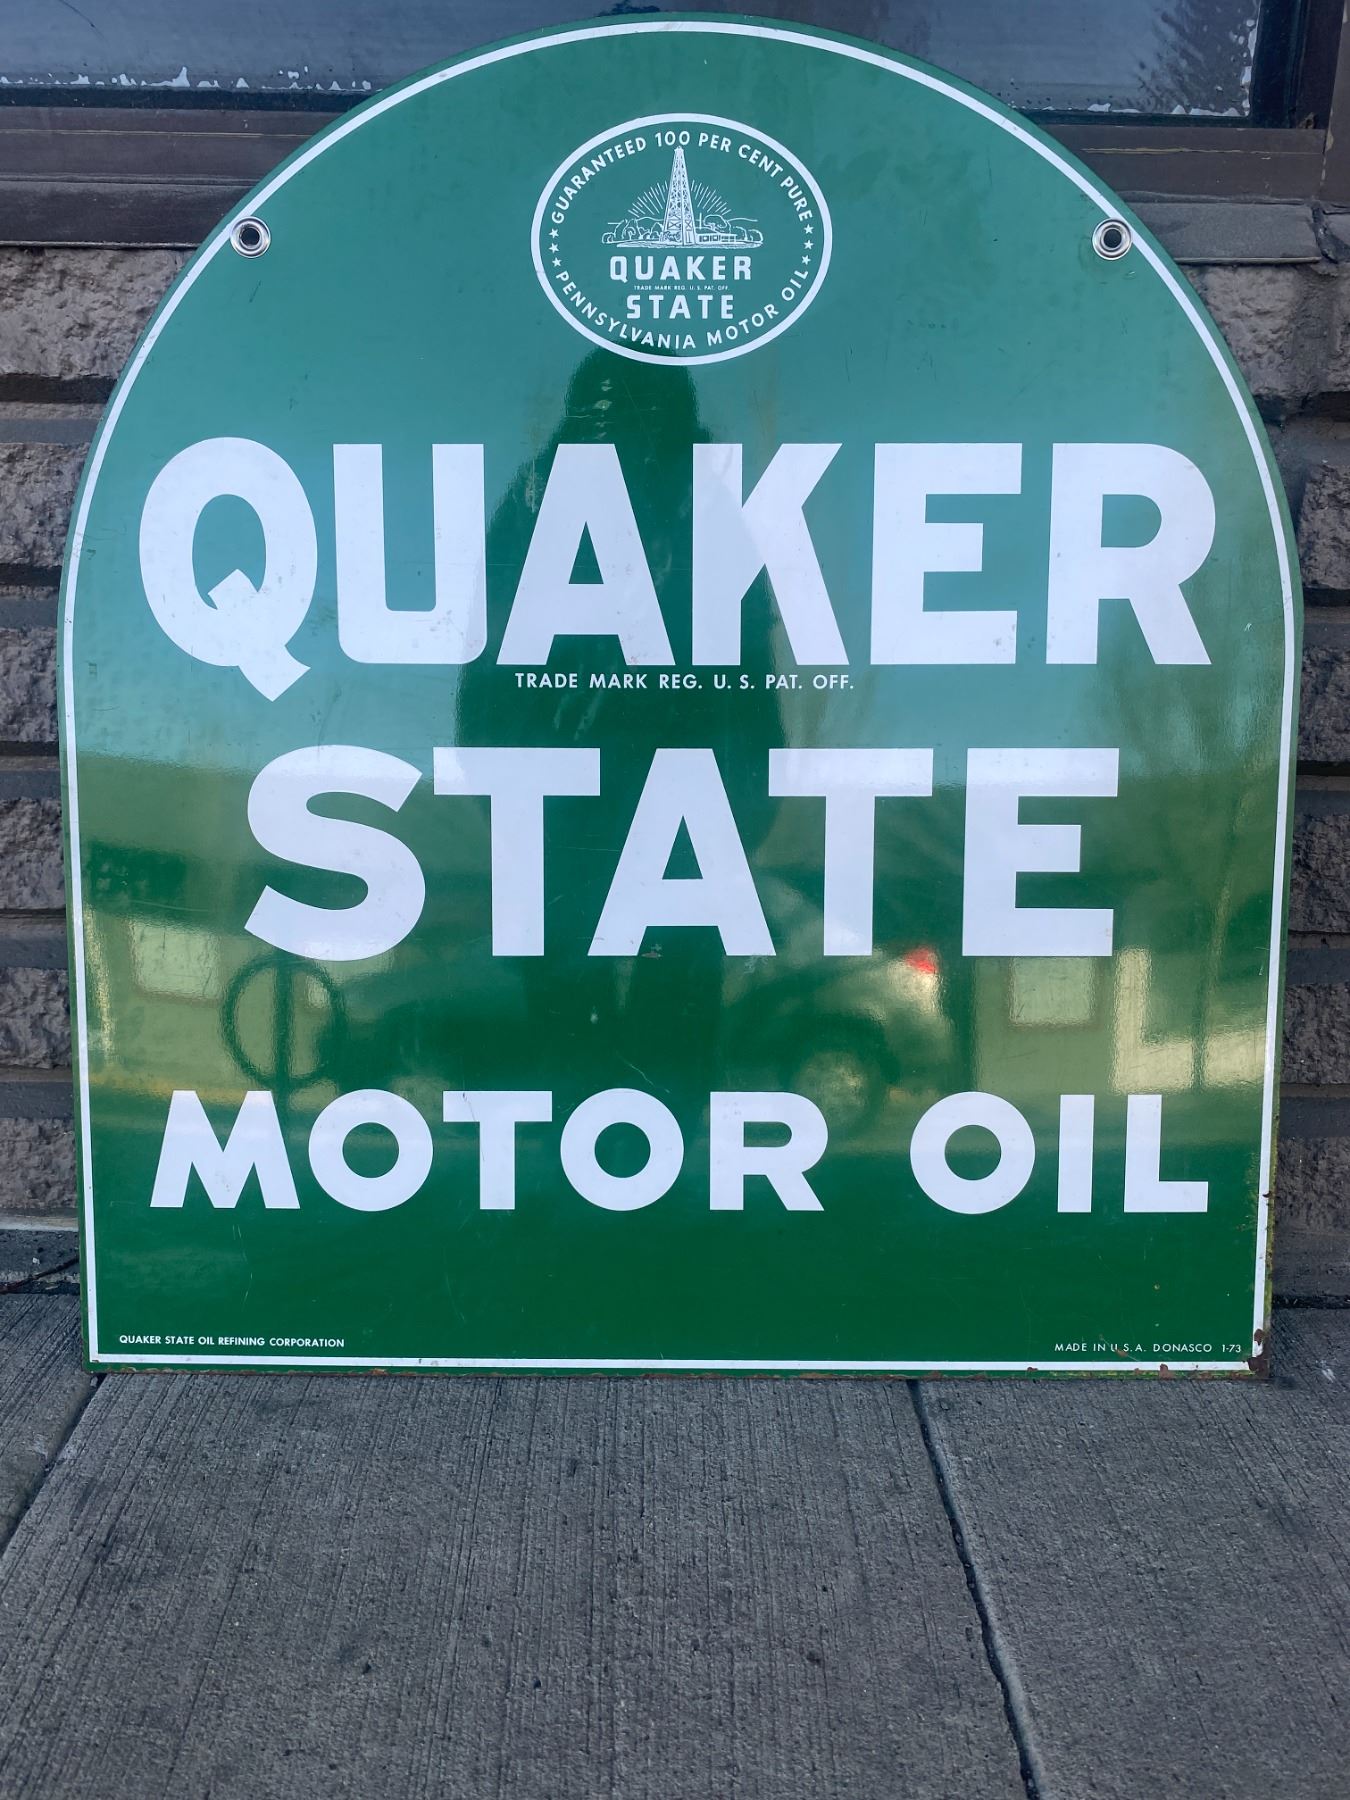 GUARANTEED 100 PER CENT PURE
QUAKER
TRADE MARK REG. U. S. PAT. OFF.
STATE
PENNSYLVANIA MOTOR OIL
QUAKER
TRADE MARK REG. U. S. PAT. OFF.
STATE
MOTOR OIL
QUAKER STATE OIL REFINING CORPORATION
MADE IN U.S.A. DONASCO 1-73